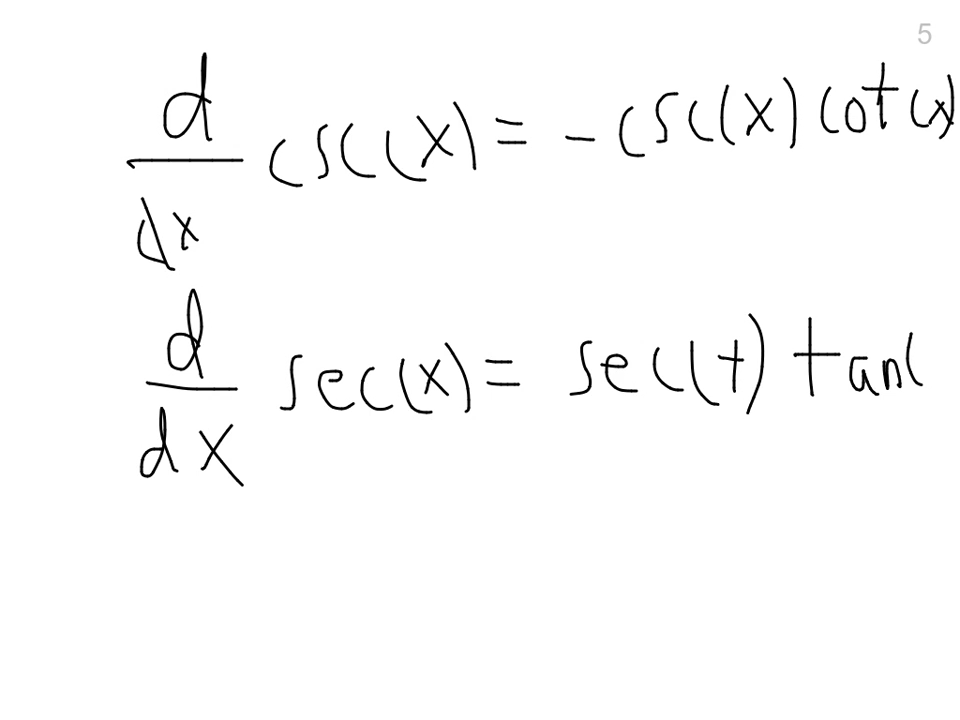 5
d/dx csc(x) = -csc(x) cot(x)
d/dx sec(x) = sec(t) tan(